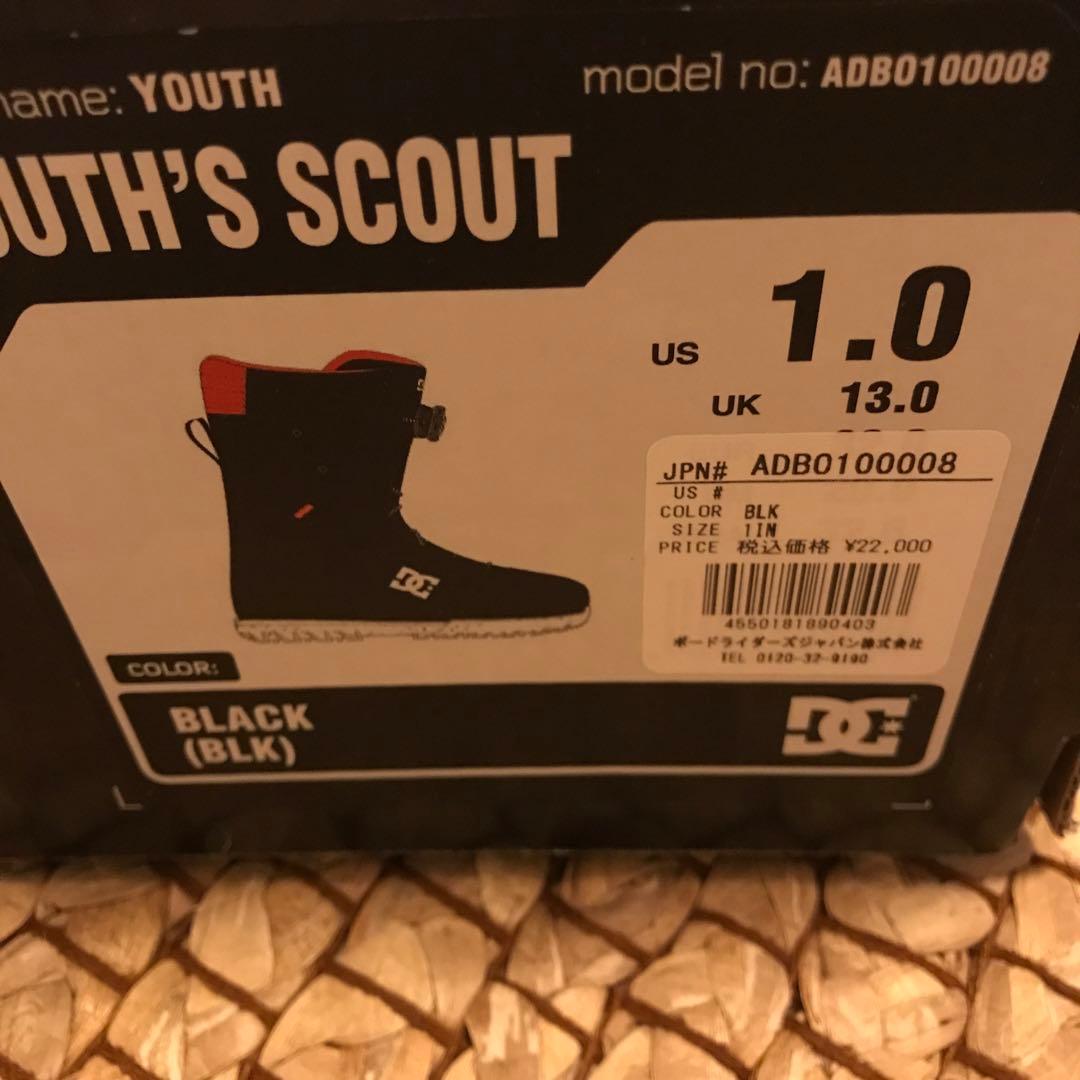 name: YOUTH
model no: ADBO100008
OUTH'S SCOUT
US 1.0
UK 13.0
JPN# ADBO100008
US #
COLOR BLK
SIZE 1IN
PRICE 税込価格 ¥22,000
4550181890403
ボードライダーズジャパン株式会社
TEL 0120-32-9190
DC
COLOR:
BLACK
(BLK)
DC